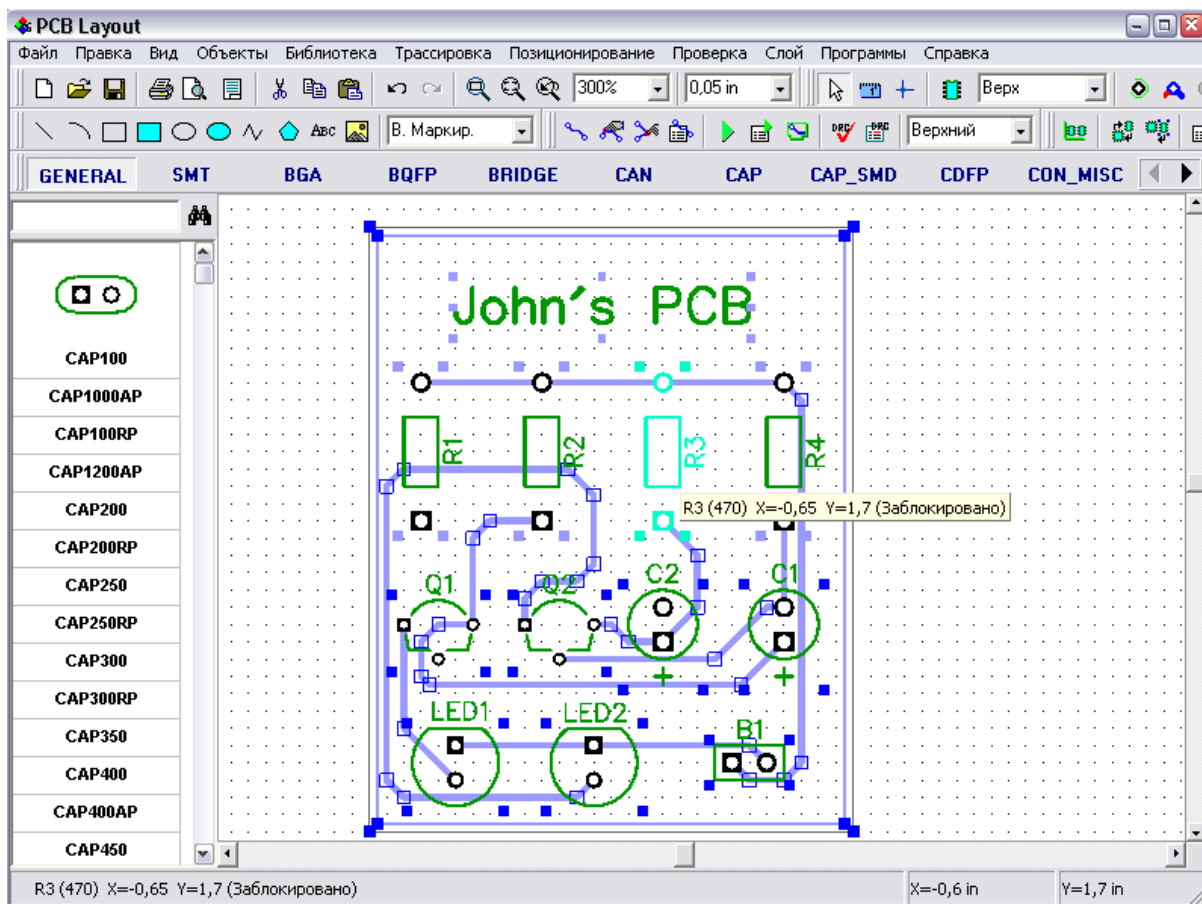 PCB Layout
Файл Правка Вид Объекты Библиотека Трассировка Позиционирование Проверка Слой Программы Справка
300% 0,05 in Верх
ABC В. Маркир. DRC DRC Верхний
GENERAL SMT BGA BQFP BRIDGE CAN CAP CAP_SMD CDFP CON_MISC
CAP100
CAP1000AP
CAP100RP
CAP1200AP
CAP200
CAP200RP
CAP250
CAP250RP
CAP300
CAP300RP
CAP350
CAP400
CAP400AP
CAP450
John´s PCB
R1 R2 R3 R4
R3 (470) X=-0,65 Y=1,7 (Заблокировано)
Q1 Q2 C2 C1
+ +
LED1 LED2 B1
R3 (470) X=-0,65 Y=1,7 (Заблокировано) X=-0,6 in Y=1,7 in